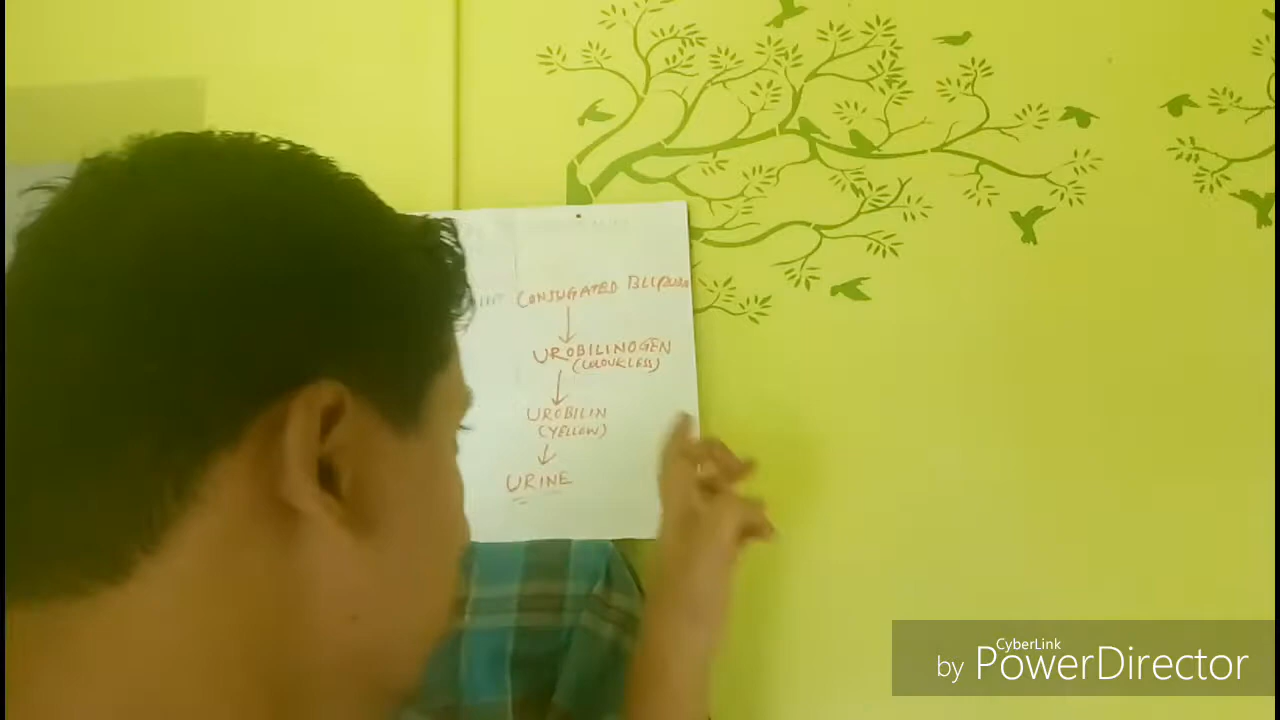 CONJUGATED
UROBILINOGEN
(COLOURLESS)
UROBILIN
(YELLOW)
URINE
CyberLink
by PowerDirector